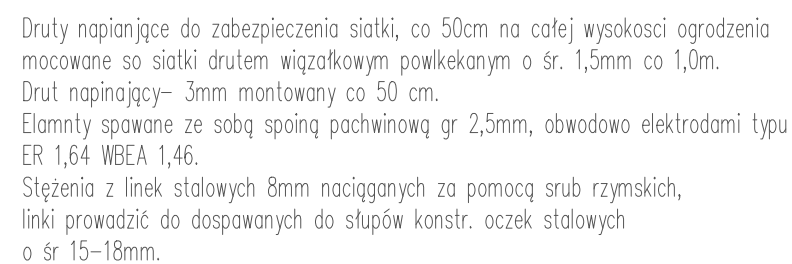 Druty napianjące do zabezpieczenia siatki, co 50cm na całej wysokosci ogrodzenia
mocowane so siatki drutem wiązałkowym powlkekanym o śr. 1,5mm co 1,0m.
Drut napinający– 3mm montowany co 50 cm.
Elamnty spawane ze sobą spoiną pachwinową gr 2,5mm, obwodowo elektrodami typu
ER 1,64 WBEA 1,46.
Stężenia z linek stalowych 8mm naciągganych za pomocą srub rzymskich,
linki prowadzić do dospawanych do słupów konstr. oczek stalowych
o śr 15–18mm.